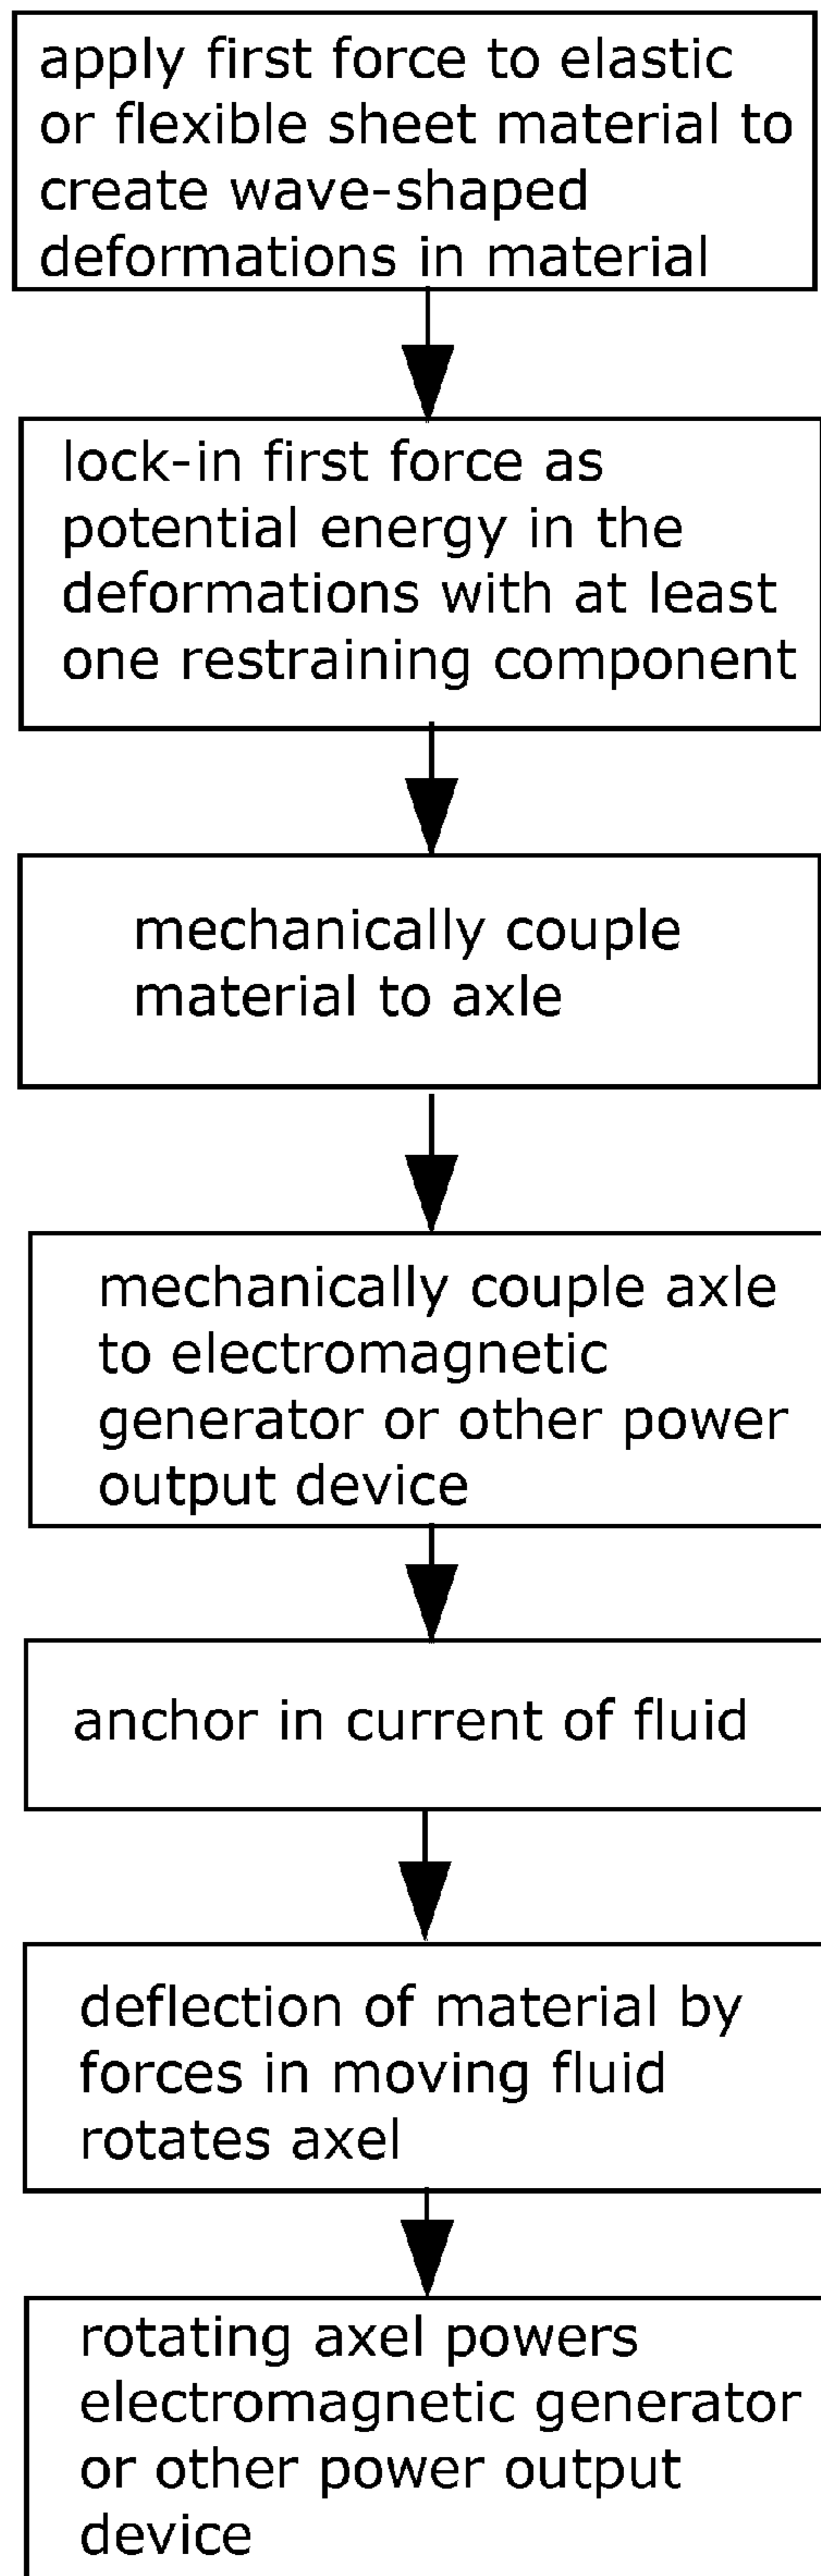 apply first force to elastic
or flexible sheet material to
create wave-shaped
deformations in material
lock-in first force as
potential energy in the
deformations with at least
one restraining component
mechanically couple
material to axle
mechanically couple axle
to electromagnetic
generator or other power
output device
anchor in current of fluid
deflection of material by
forces in moving fluid
rotates axel
rotating axel powers
electromagnetic generator
or other power output
device